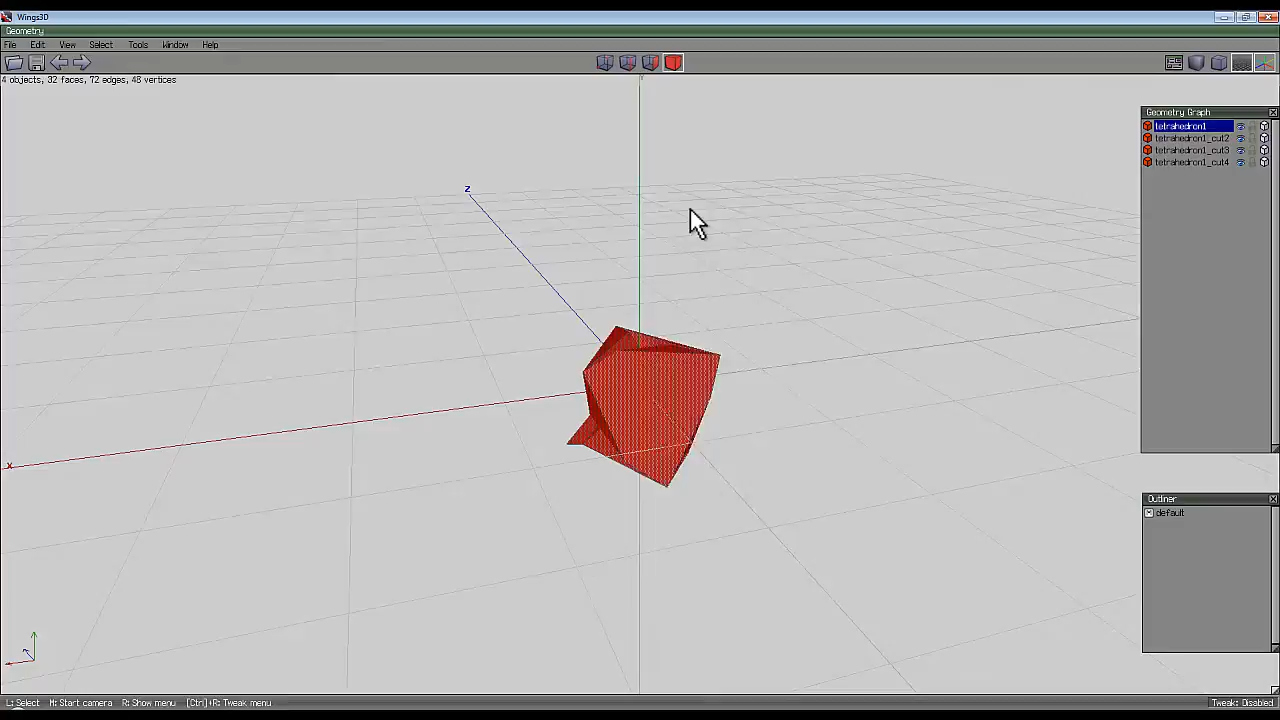 Wings3D
Geometry
File Edit View Select Tools Window Help
4 objects, 32 faces, 72 edges, 48 vertices
Y
Z
X
Geometry Graph
tetrahedron1
tetrahedron1_cut2
tetrahedron1_cut3
tetrahedron1_cut4
Outliner
default
L: Select M: Start camera R: Show menu [Ctrl]+R: Tweak menu
Tweak: Disabled